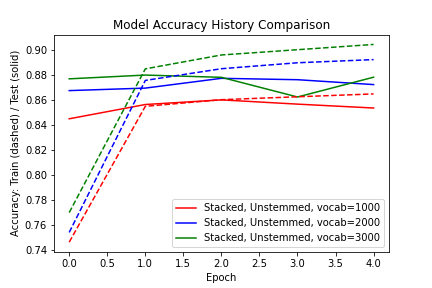 Model Accuracy History Comparison
Accuracy: Train (dashed) / Test (solid)
0.90
0.88
0.86
0.84
0.82
0.80
0.78
0.76
0.74
Stacked, Unstemmed, vocab=1000
Stacked, Unstemmed, vocab=2000
Stacked, Unstemmed, vocab=3000
0.0 0.5 1.0 1.5 2.0 2.5 3.0 3.5 4.0
Epoch